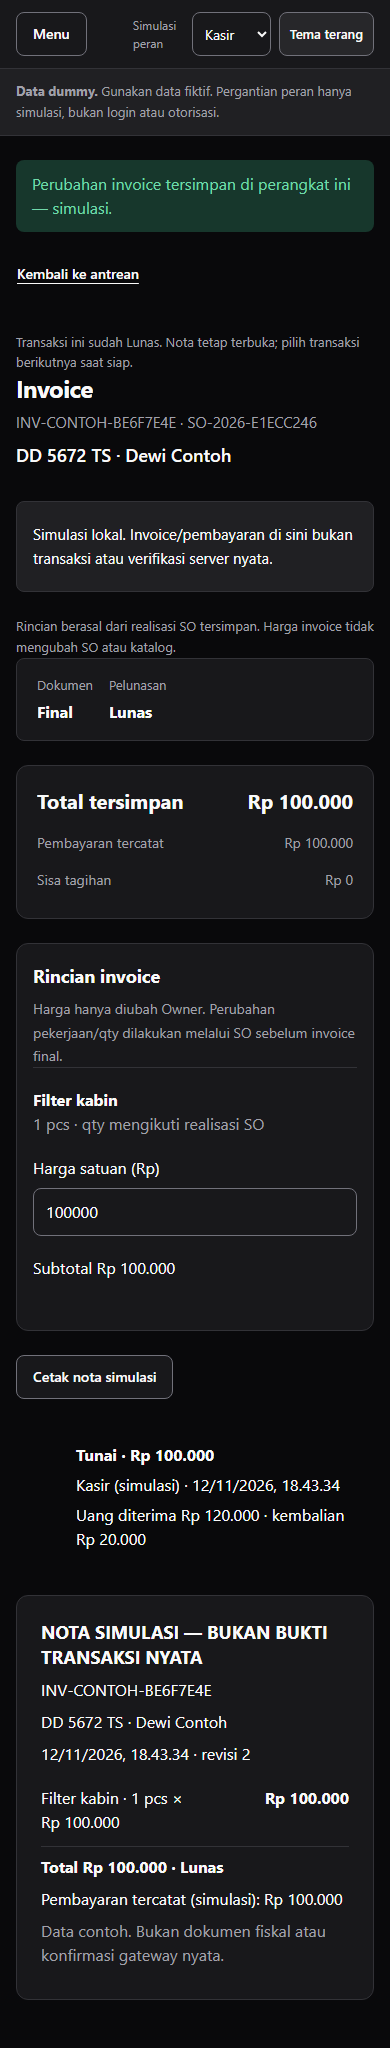 Menu
Simulasi peran
Kasir
Tema terang
Data dummy. Gunakan data fiktif. Pergantian peran hanya
simulasi, bukan login atau otorisasi.
Perubahan invoice tersimpan di perangkat ini
— simulasi.
Kembali ke antrean
Transaksi ini sudah Lunas. Nota tetap terbuka; pilih transaksi
berikutnya saat siap.
Invoice
INV-CONTOH-BE6F7E4E · SO-2026-E1ECC246
DD 5672 TS · Dewi Contoh
Simulasi lokal. Invoice/pembayaran di sini bukan
transaksi atau verifikasi server nyata.
Rincian berasal dari realisasi SO tersimpan. Harga invoice tidak
mengubah SO atau katalog.
Dokumen Pelunasan
Final Lunas
Total tersimpan Rp 100.000
Pembayaran tercatat Rp 100.000
Sisa tagihan Rp 0
Rincian invoice
Harga hanya diubah Owner. Perubahan
pekerjaan/qty dilakukan melalui SO sebelum invoice
final.
Filter kabin
1 pcs · qty mengikuti realisasi SO
Harga satuan (Rp)
100000
Subtotal Rp 100.000
Cetak nota simulasi
Tunai · Rp 100.000
Kasir (simulasi) · 12/11/2026, 18.43.34
Uang diterima Rp 120.000 · kembalian
Rp 20.000
NOTA SIMULASI — BUKAN BUKTI
TRANSAKSI NYATA
INV-CONTOH-BE6F7E4E
DD 5672 TS · Dewi Contoh
12/11/2026, 18.43.34 · revisi 2
Filter kabin · 1 pcs × Rp 100.000
Rp 100.000
Total Rp 100.000 · Lunas
Pembayaran tercatat (simulasi): Rp 100.000
Data contoh. Bukan dokumen fiskal atau
konfirmasi gateway nyata.